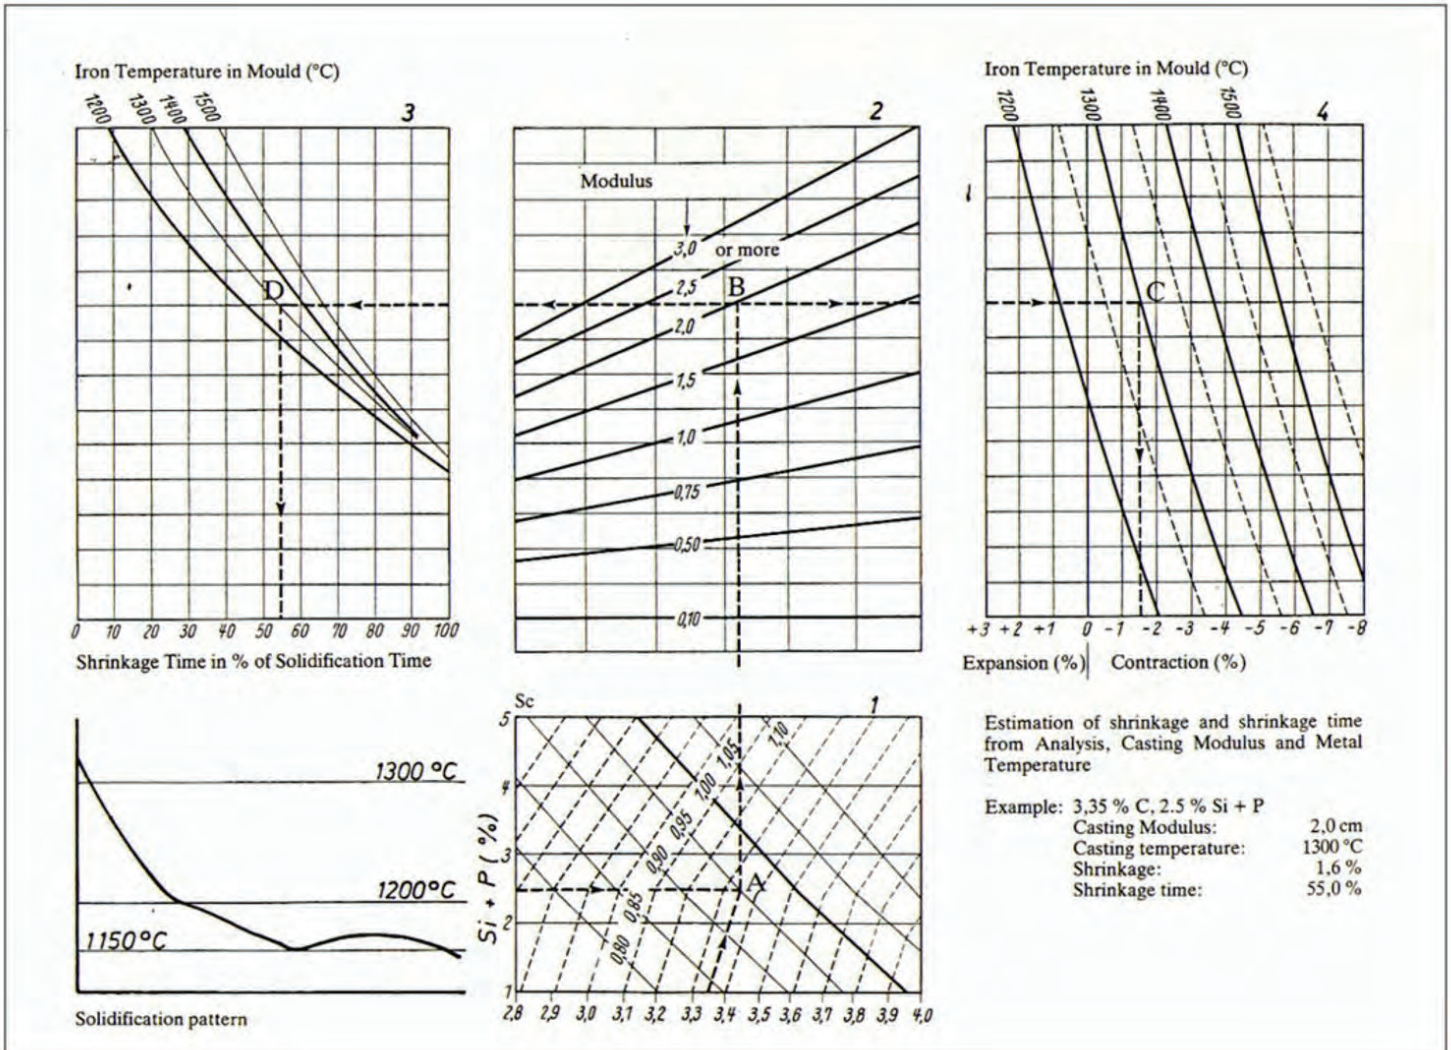 Iron Temperature in Mould (°C)
1200 1300 1400 1500
3
0 10 20 30 40 50 60 70 80 90 100
Shrinkage Time in % of Solidification Time
D
2
Modulus
3,0 or more
2,5
B
2,0
1,5
1,0
0,75
0,50
0,10
Iron Temperature in Mould (°C)
1200 1300 1400 1500
4
C
+3 +2 +1 0 -1 -2 -3 -4 -5 -6 -7 -8
Expansion (%) Contraction (%)
1300 °C
1200°C
1150°C
Solidification pattern
Sc
1
5
4
3
2
1
Si + P (%)
0,80 0,85 0,90 0,95 1,00 1,05 1,10
A
2,8 2,9 3,0 3,1 3,2 3,3 3,4 3,5 3,6 3,7 3,8 3,9 4,0
Estimation of shrinkage and shrinkage time
from Analysis, Casting Modulus and Metal
Temperature
Example: 3,35 % C, 2.5 % Si + P
Casting Modulus: 2,0 cm
Casting temperature: 1300 °C
Shrinkage: 1,6 %
Shrinkage time: 55,0 %